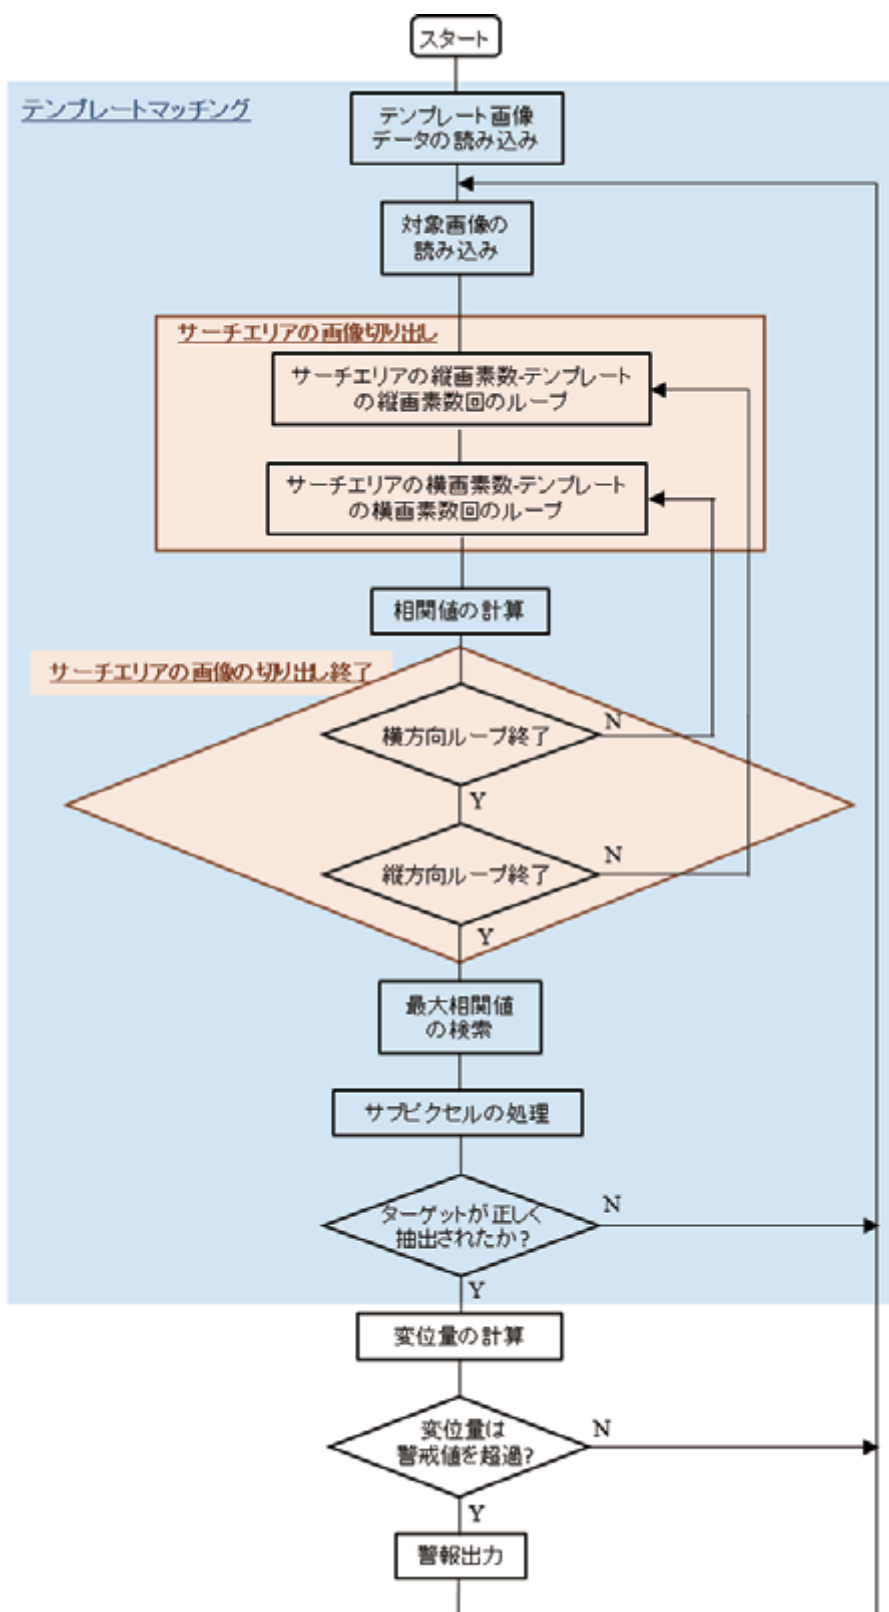 スタート
テンプレートマッチング
テンプレート画像
データの読み込み
対象画像の
読み込み
サーチエリアの画像切り出し
サーチエリアの縦画素数-テンプレート
の縦画素数回のループ
サーチエリアの横画素数-テンプレート
の横画素数回のループ
相関値の計算
サーチエリアの画像の切り出し終了
横方向ループ終了
N
Y
縦方向ループ終了
N
Y
最大相関値
の検索
サブピクセルの処理
ターゲットが正しく
抽出されたか?
N
Y
変位量の計算
変位量は
警戒値を超過?
N
Y
警報出力